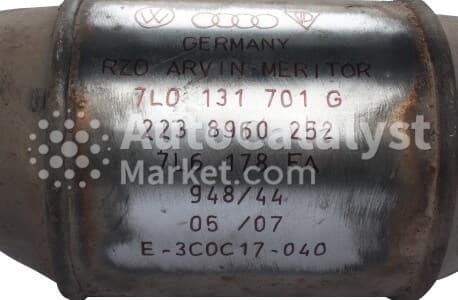 GERMANY
RZO ARVIN-MERITOR
7L0 131 701 G
223 8960 252
Autocatalyst
Market.com
7L6 178 EA
948/44
05 / 07
E-3C0C17-040